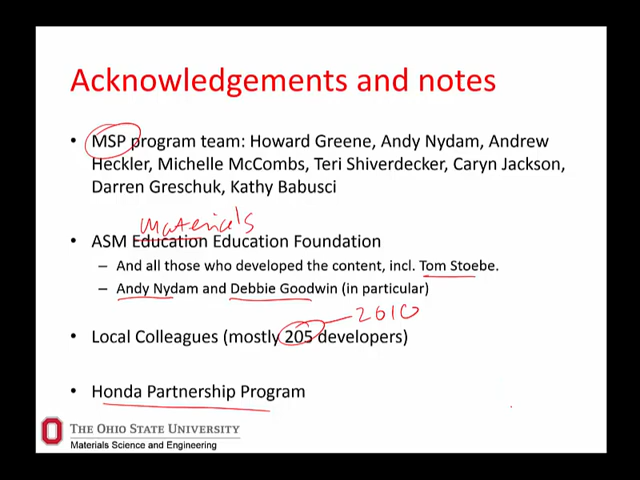 Acknowledgements and notes
• MSP program team: Howard Greene, Andy Nydam, Andrew
Heckler, Michelle McCombs, Teri Shiverdecker, Caryn Jackson,
Darren Greschuk, Kathy Babusci
Materials
• ASM Education Education Foundation
– And all those who developed the content, incl. Tom Stoebe.
– Andy Nydam and Debbie Goodwin (in particular)
2010
• Local Colleagues (mostly 205 developers)
• Honda Partnership Program
THE OHIO STATE UNIVERSITY
Materials Science and Engineering